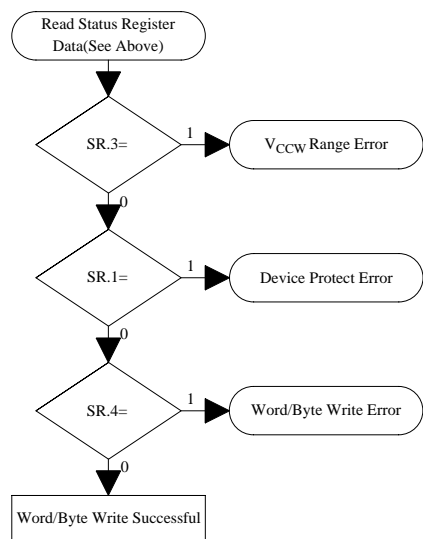 Read Status Register
Data(See Above)
SR.3=
1
VCCW Range Error
0
SR.1=
1
Device Protect Error
0
SR.4=
1
Word/Byte Write Error
0
Word/Byte Write Successful